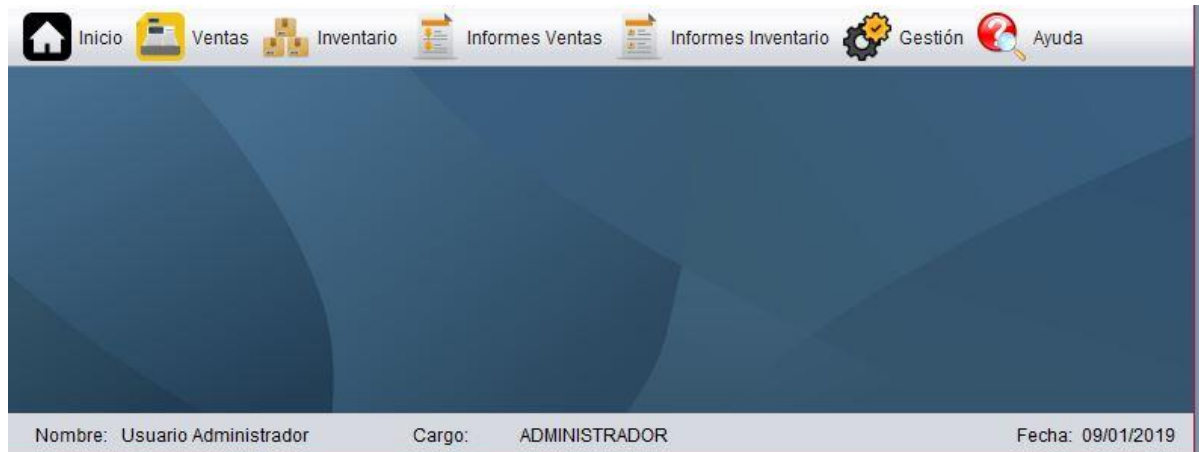 Inicio Ventas Inventario Informes Ventas Informes Inventario Gestión Ayuda
Nombre: Usuario Administrador Cargo: ADMINISTRADOR Fecha: 09/01/2019